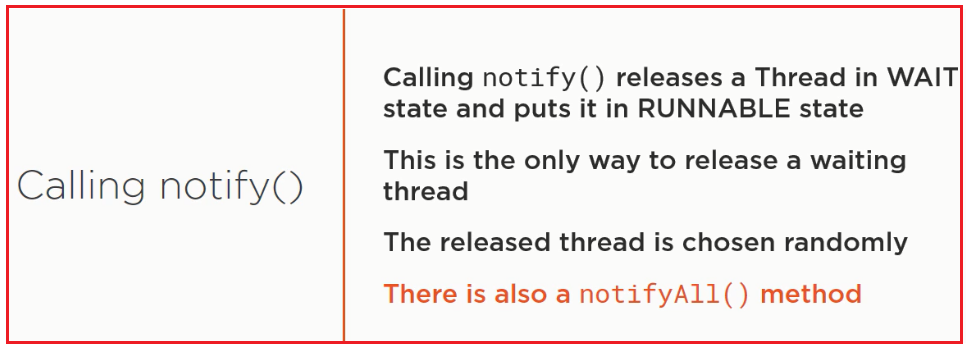 Calling notify()
Calling notify() releases a Thread in WAIT
state and puts it in RUNNABLE state
This is the only way to release a waiting
thread
The released thread is chosen randomly
There is also a notifyAll() method